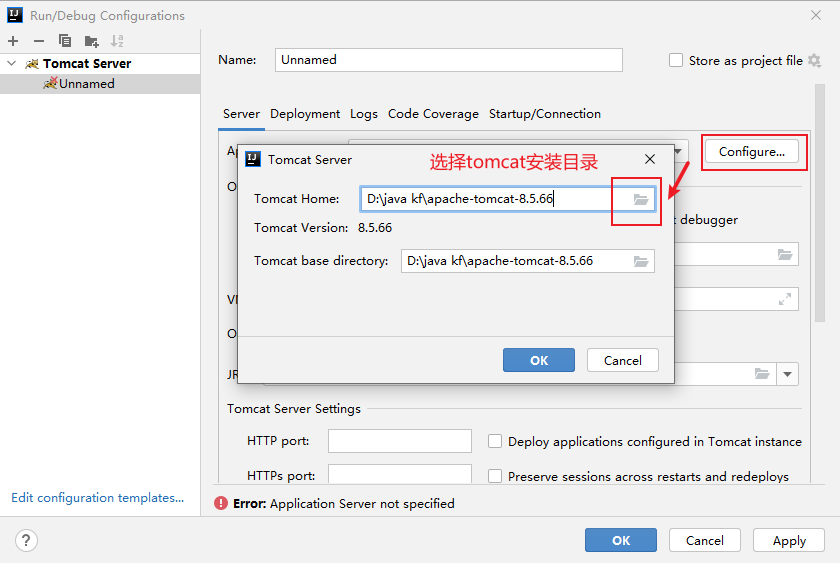 Run/Debug Configurations
Tomcat Server
Unnamed
Name:
Unnamed
Store as project file
Server Deployment Logs Code Coverage Startup/Connection
Configure...
Tomcat Server
选择tomcat安装目录
Tomcat Home:
D:\java kf\apache-tomcat-8.5.66
debugger
Tomcat Version: 8.5.66
Tomcat base directory:
D:\java kf\apache-tomcat-8.5.66
OK
Cancel
Tomcat Server Settings
HTTP port:
Deploy applications configured in Tomcat instance
HTTPs port:
Preserve sessions across restarts and redeploys
Edit configuration templates...
Error: Application Server not specified
?
OK
Cancel
Apply